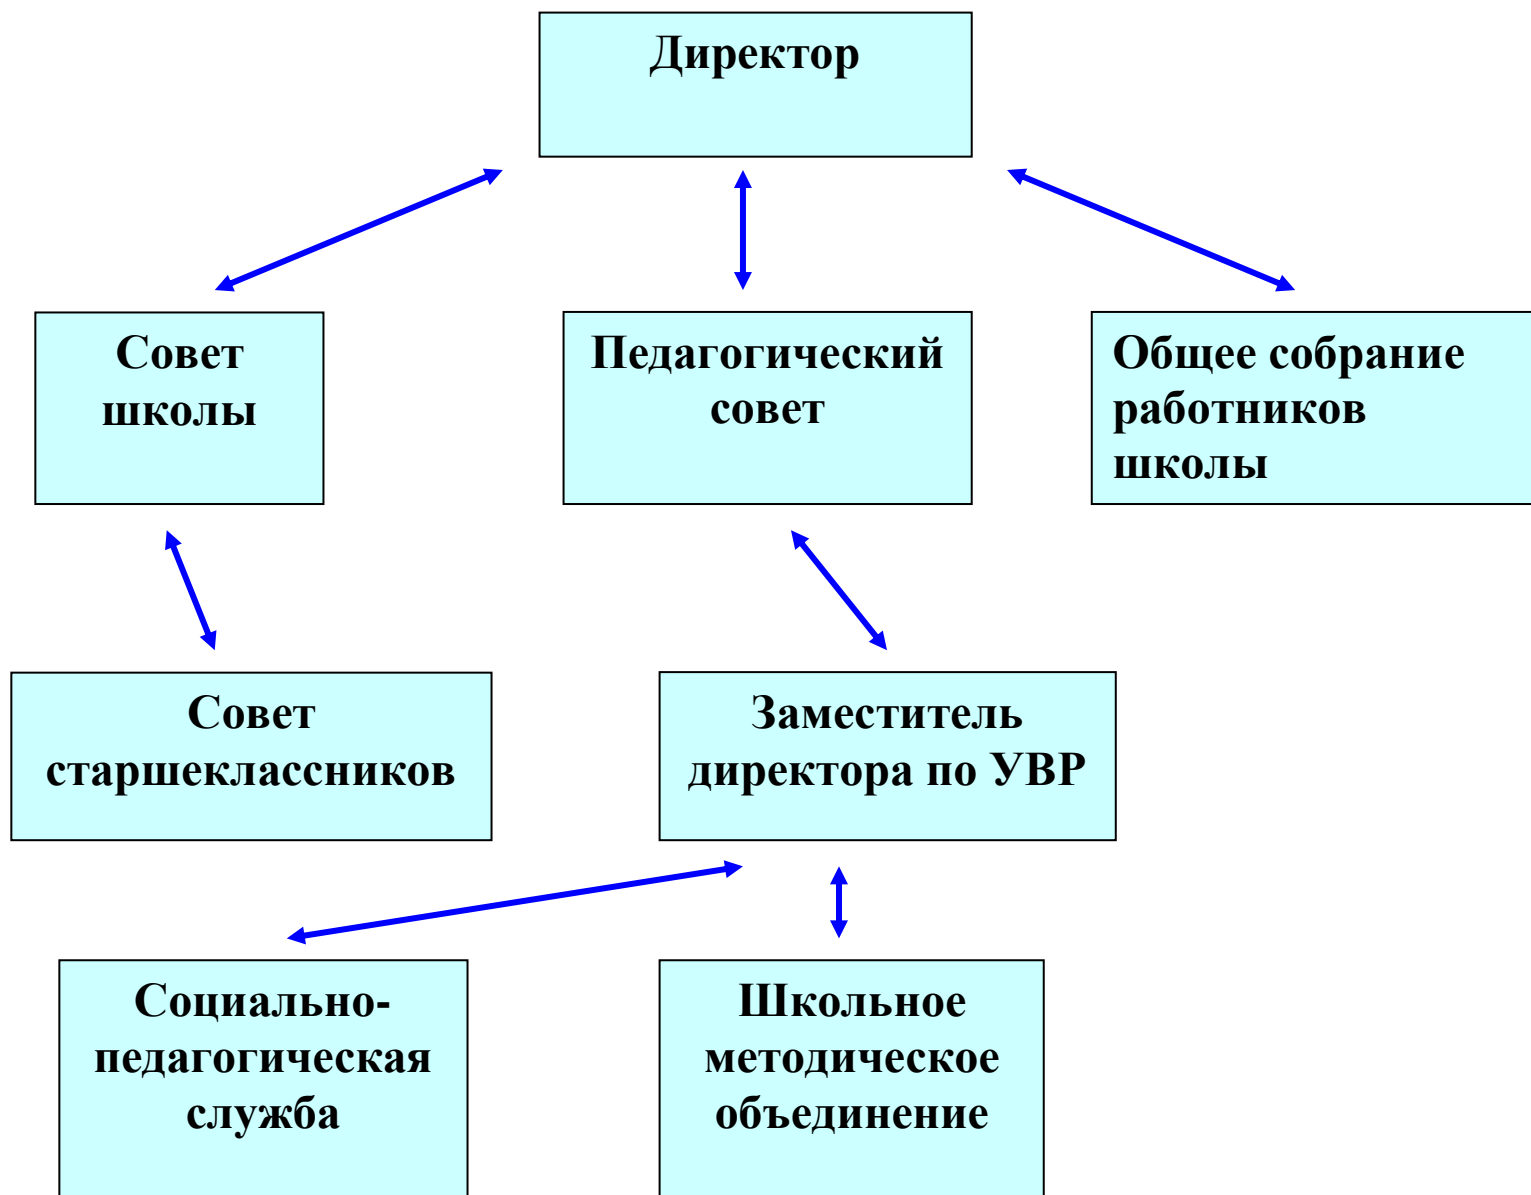 Директор
Совет
школы
Педагогический
совет
Общее собрание
работников
школы
Совет
старшеклассников
Заместитель
директора по УВР
Социально-
педагогическая
служба
Школьное
методическое
объединение